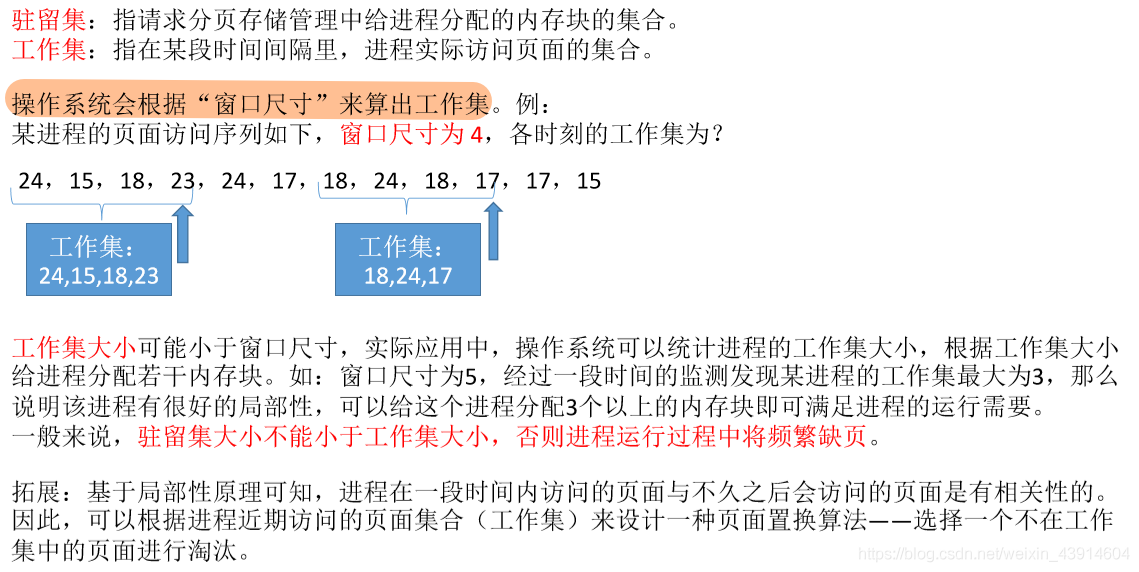 驻留集：指请求分页存储管理中给进程分配的内存块的集合。
工作集：指在某段时间间隔里，进程实际访问页面的集合。
操作系统会根据“窗口尺寸”来算出工作集。例：
某进程的页面访问序列如下，窗口尺寸为 4，各时刻的工作集为？
24，15，18，23，24，17，18，24，18，17，17，15
工作集：
24,15,18,23
工作集：
18,24,17
工作集大小可能小于窗口尺寸，实际应用中，操作系统可以统计进程的工作集大小，根据工作集大小
给进程分配若干内存块。如：窗口尺寸为5，经过一段时间的监测发现某进程的工作集最大为3，那么
说明该进程有很好的局部性，可以给这个进程分配3个以上的内存块即可满足进程的运行需要。
一般来说，驻留集大小不能小于工作集大小，否则进程运行过程中将频繁缺页。
拓展：基于局部性原理可知，进程在一段时间内访问的页面与不久之后会访问的页面是有相关性的。
因此，可以根据进程近期访问的页面集合（工作集）来设计一种页面置换算法——选择一个不在工作
集中的页面进行淘汰。
https://blog.csdn.net/weixin_43914604